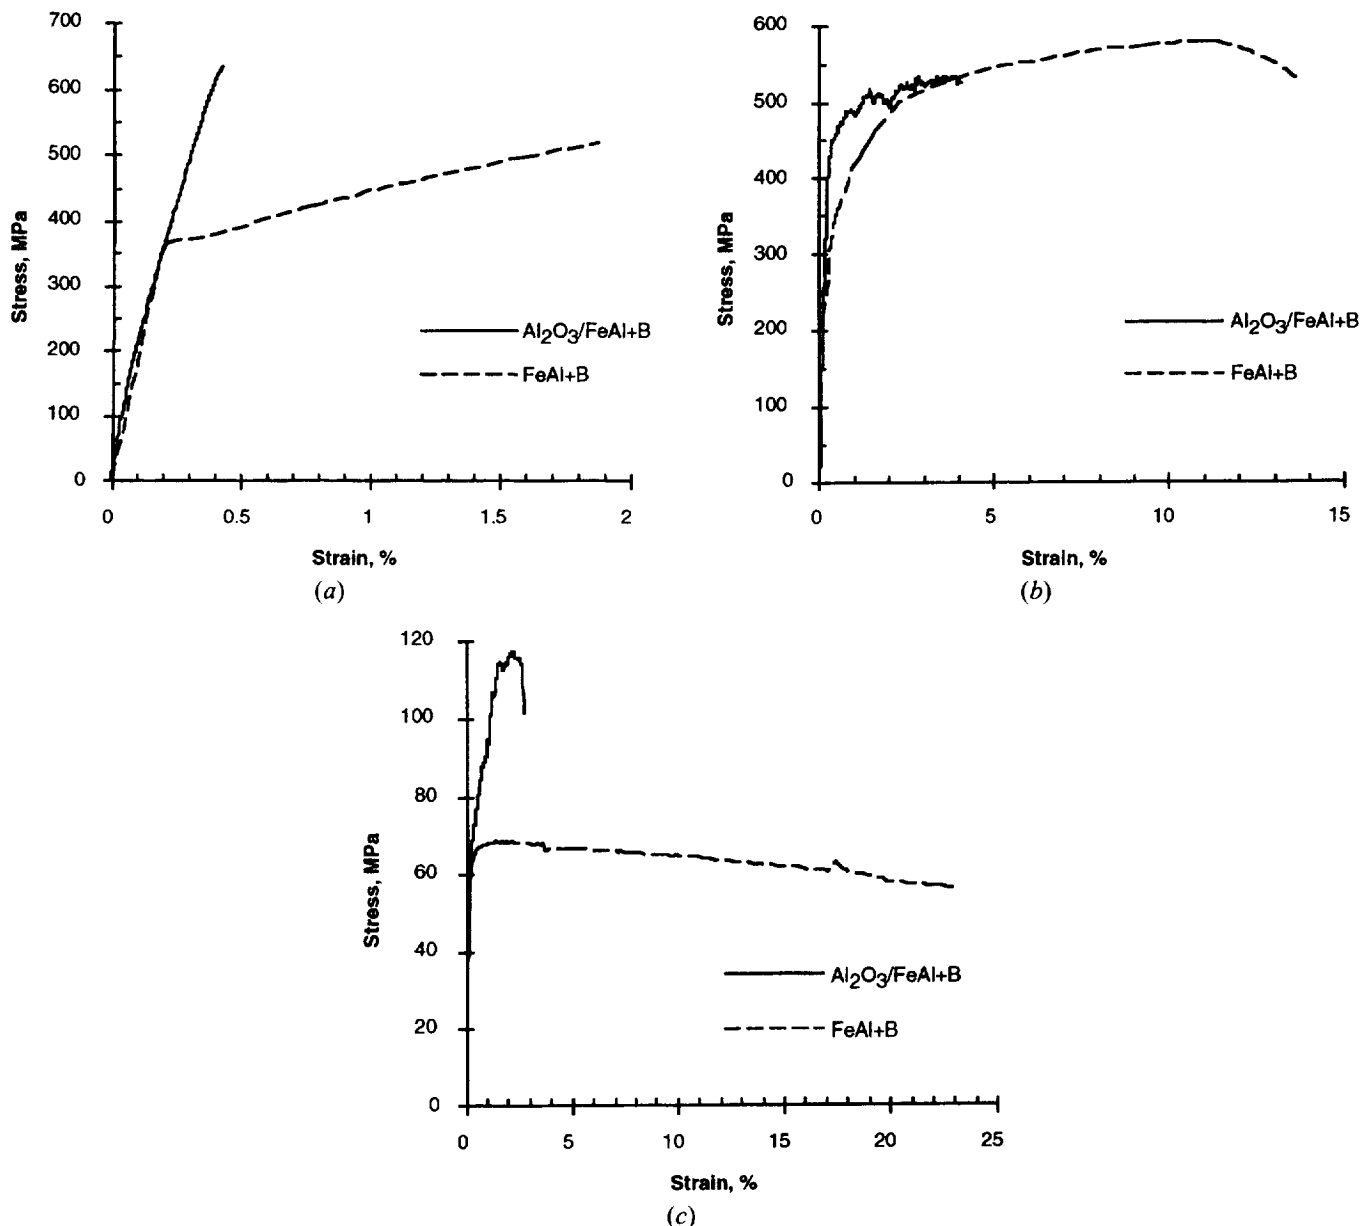 700
600
500
400
300
200
100
0
Stress, MPa
Al2O3/FeAl+B
FeAl+B
0 0.5 1 1.5 2
Strain, %
(a)
600
500
400
300
200
100
0
Stress, MPa
Al2O3/FeAl+B
FeAl+B
0 5 10 15
Strain, %
(b)
120
100
80
60
40
20
0
Stress, MPa
Al2O3/FeAl+B
FeAl+B
0 5 10 15 20 25
Strain, %
(c)